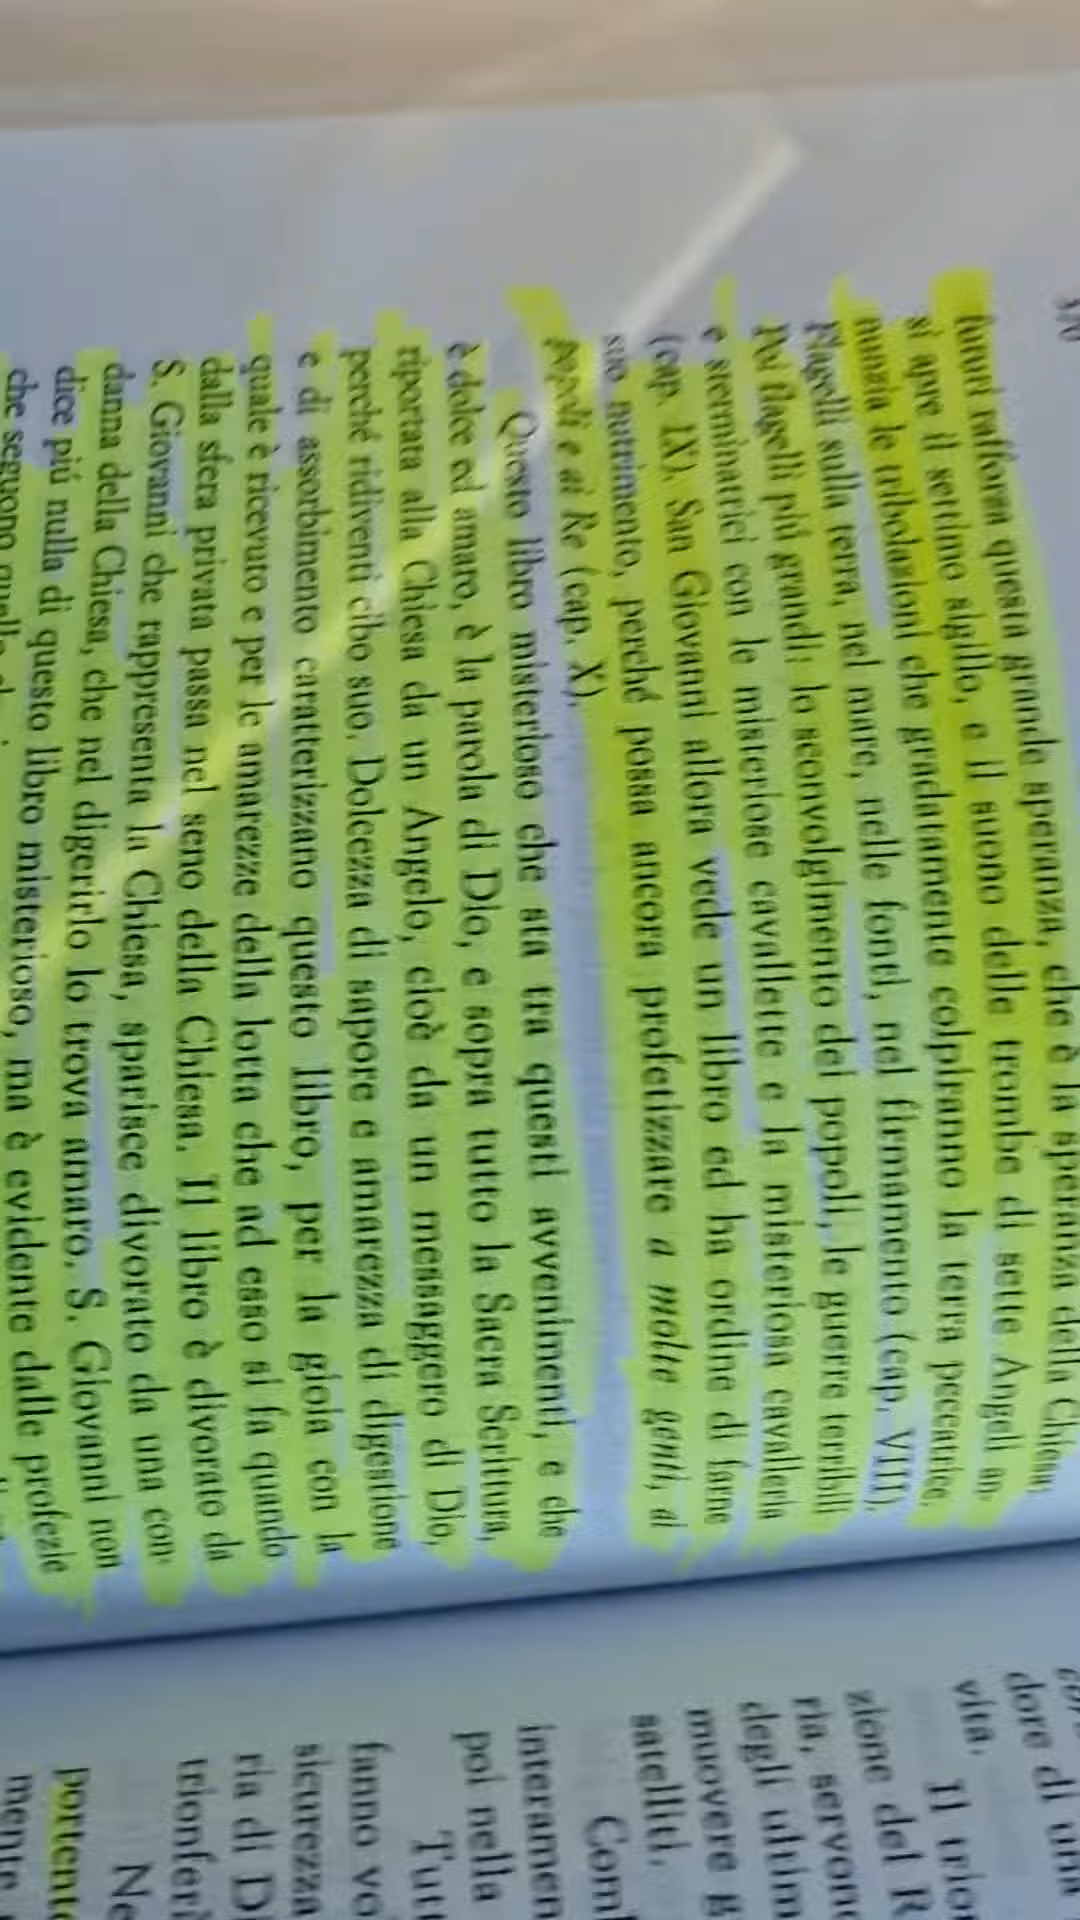 370
futuri rafforza questa grande speranza, che è la speranza della Chiesa,
si apre il settimo sigillo, e il suono delle trombe di sette Angeli an-
nunzia le tribolazioni che gradatamente colpiranno la terra peccatrice.
Flagelli sulla terra, nel mare, nelle fonti, nel firmamento (cap. VIII)
Poi flagelli più grandi: lo sconvolgimento dei popoli, le guerre terribili
e sterminatrici con le misteriose cavallette e la misteriosa cavalleria
(cap. IX). San Giovanni allora vede un libro ed ha ordine di farne
suo nutrimento, perché possa ancora profetizzare a molte genti, ai
popoli e ai Re (cap. X).
Questo libro misterioso che sta tra questi avvenimenti, e che
è dolce ed amaro, è la parola di Dio, e sopra tutto la Sacra Scrittura,
riportata alla Chiesa da un Angelo, cioè da un messaggero di Dio,
perché ridiventi cibo suo. Dolcezza di sapore e amarezza di digestione
e di assorbimento caratterizzano questo libro, per la gioia con la
quale è ricevuto e per le amarezze della lotta che ad esso si fa quando
dalla sfera privata passa nel seno della Chiesa. Il libro è divorato da
S. Giovanni che rappresenta la Chiesa, sparisce divorato da una con-
danna della Chiesa, che nel digerirlo lo trova amaro. S. Giovanni non
dice più nulla di questo libro misterioso, ma è evidente dalle profezie
che seguono
dore di una
vita.
Il trion
zione del R
ria, servono
degli ultim
muovere g
satelliti.
Com
interamen
poi nella
Tutt
fanno vo
sicurezza
ria di D
trionferà
Ne
portento
mente